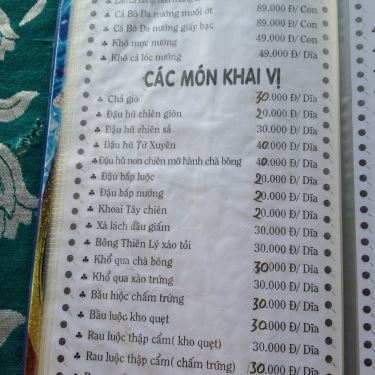 89.000 Đ/ Con
Cá Bò Đa nướng muối ớt 89.000 Đ/ Con
Cá Bò Đa nướng giấy bạc 89.000 Đ/ Con
Khô mực nướng 49.000 Đ/ Con
Khô cá lóc nướng 49.000 Đ/ Dĩa
CÁC MÓN KHAI VỊ
Chả giò 30.000 Đ/ Dĩa
Đậu hũ chiên giòn 20.000 Đ/ Dĩa
Đậu hũ chiên sả 30.000 Đ/ Dĩa
Đậu hũ Tứ Xuyên 40.000 Đ/ Dĩa
Đậu hũ non chiên mỡ hành chà bông 40.000 Đ/ Dĩa
Đậu bắp luộc 20.000 Đ/ Dĩa
Đậu bắp nướng 20.000 Đ/ Dĩa
Khoai Tây chiên 20.000 Đ/ Dĩa
Xà lách dầu giấm 30.000 Đ/ Dĩa
Bông Thiên Lý xào tỏi 30.000 Đ/ Dĩa
Khổ qua chà bông 30.000 Đ/ Dĩa
Khổ qua xào trứng 30.000 Đ/ Dĩa
Bầu luộc chấm trứng 30.000 Đ/ Dĩa
Bầu luộc kho quẹt 30.000 Đ/ Dĩa
Rau luộc thập cẩm( kho quẹt) 30.000 Đ/ Dĩa
Rau luộc thập cẩm( chấm trứng) 30.000 Đ/ Dĩa